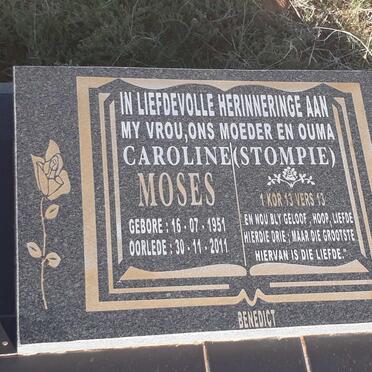 IN LIEFDEVOLLE HERINNERINGE AAN
MY VROU, ONS MOEDER EN OUMA
CAROLINE (STOMPIE)
MOSES
GEBORE : 16 - 07 - 1951
OORLEDE : 30 - 11 - 2011
1 KOR 13 VERS 13
EN NOU BLY GELOOF, HOOP, LIEFDE
HIERDIE DRIE; MAAR DIE GROOTSTE
HIERVAN IS DIE LIEFDE."
BENEDICT